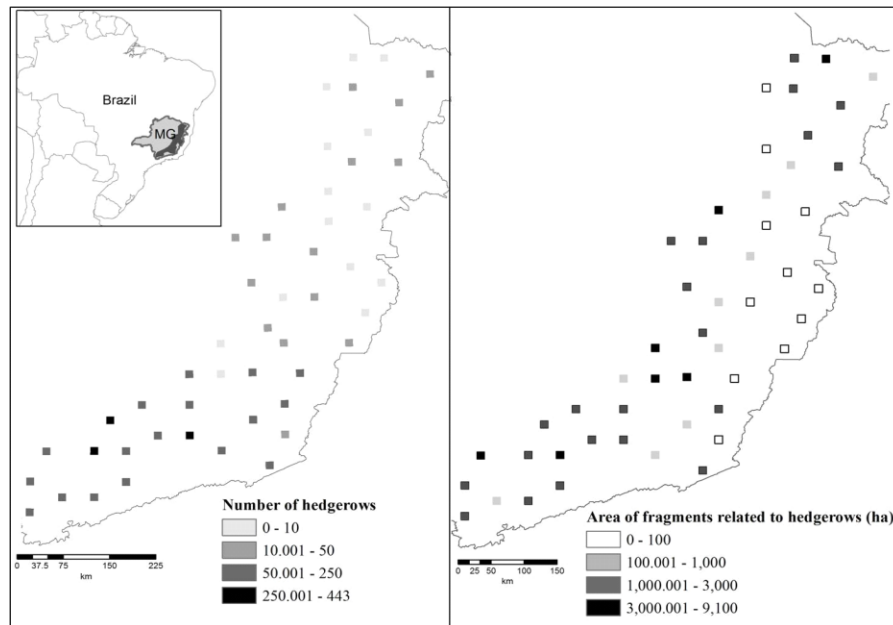 Brazil
MG
Number of hedgerows
0 - 10
10.001 - 50
50.001 - 250
250.001 - 443
0 37.5 75 150 225
km
Area of fragments related to hedgerows (ha)
0 - 100
100.001 - 1,000
1,000.001 - 3,000
3,000.001 - 9,100
0 25 50 100 150
km